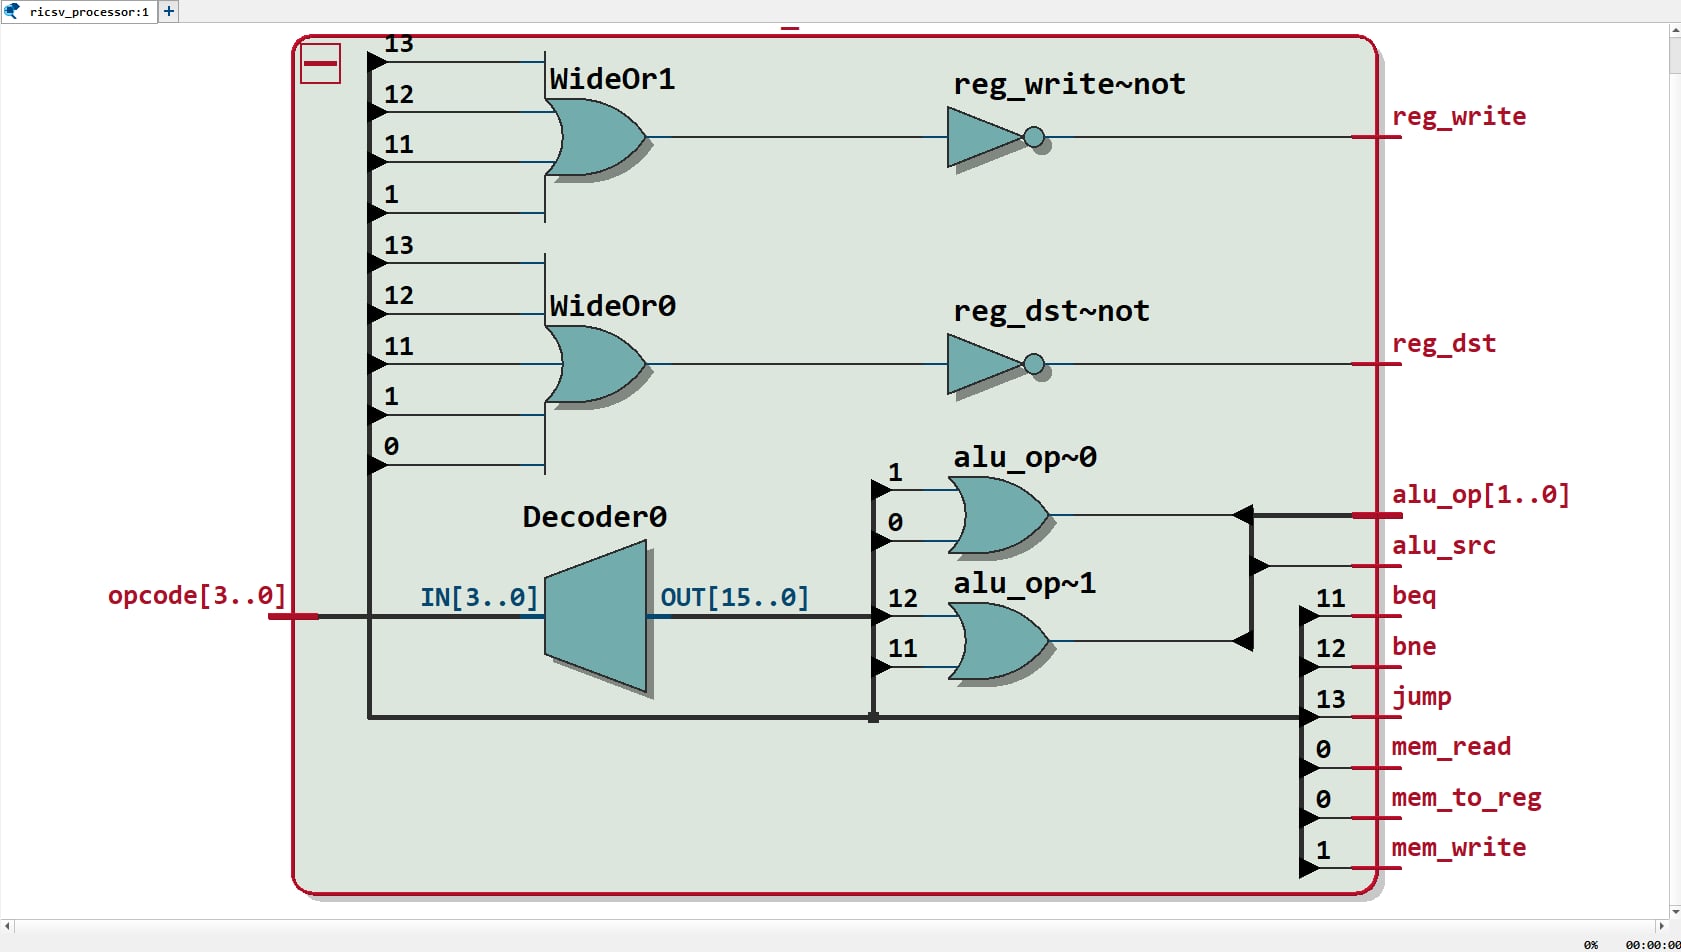 ricsv_processor:1
13
WideOr1
reg_write~not
12
reg_write
11
1
13
12
WideOr0
reg_dst~not
11
reg_dst
1
0
alu_op~0
1
alu_op[1..0]
Decoder0
0
alu_src
alu_op~1
opcode[3..0]
IN[3..0]
OUT[15..0]
12
11
beq
11
12
bne
13
jump
0
mem_read
0
mem_to_reg
1
mem_write
0%
00:00:00